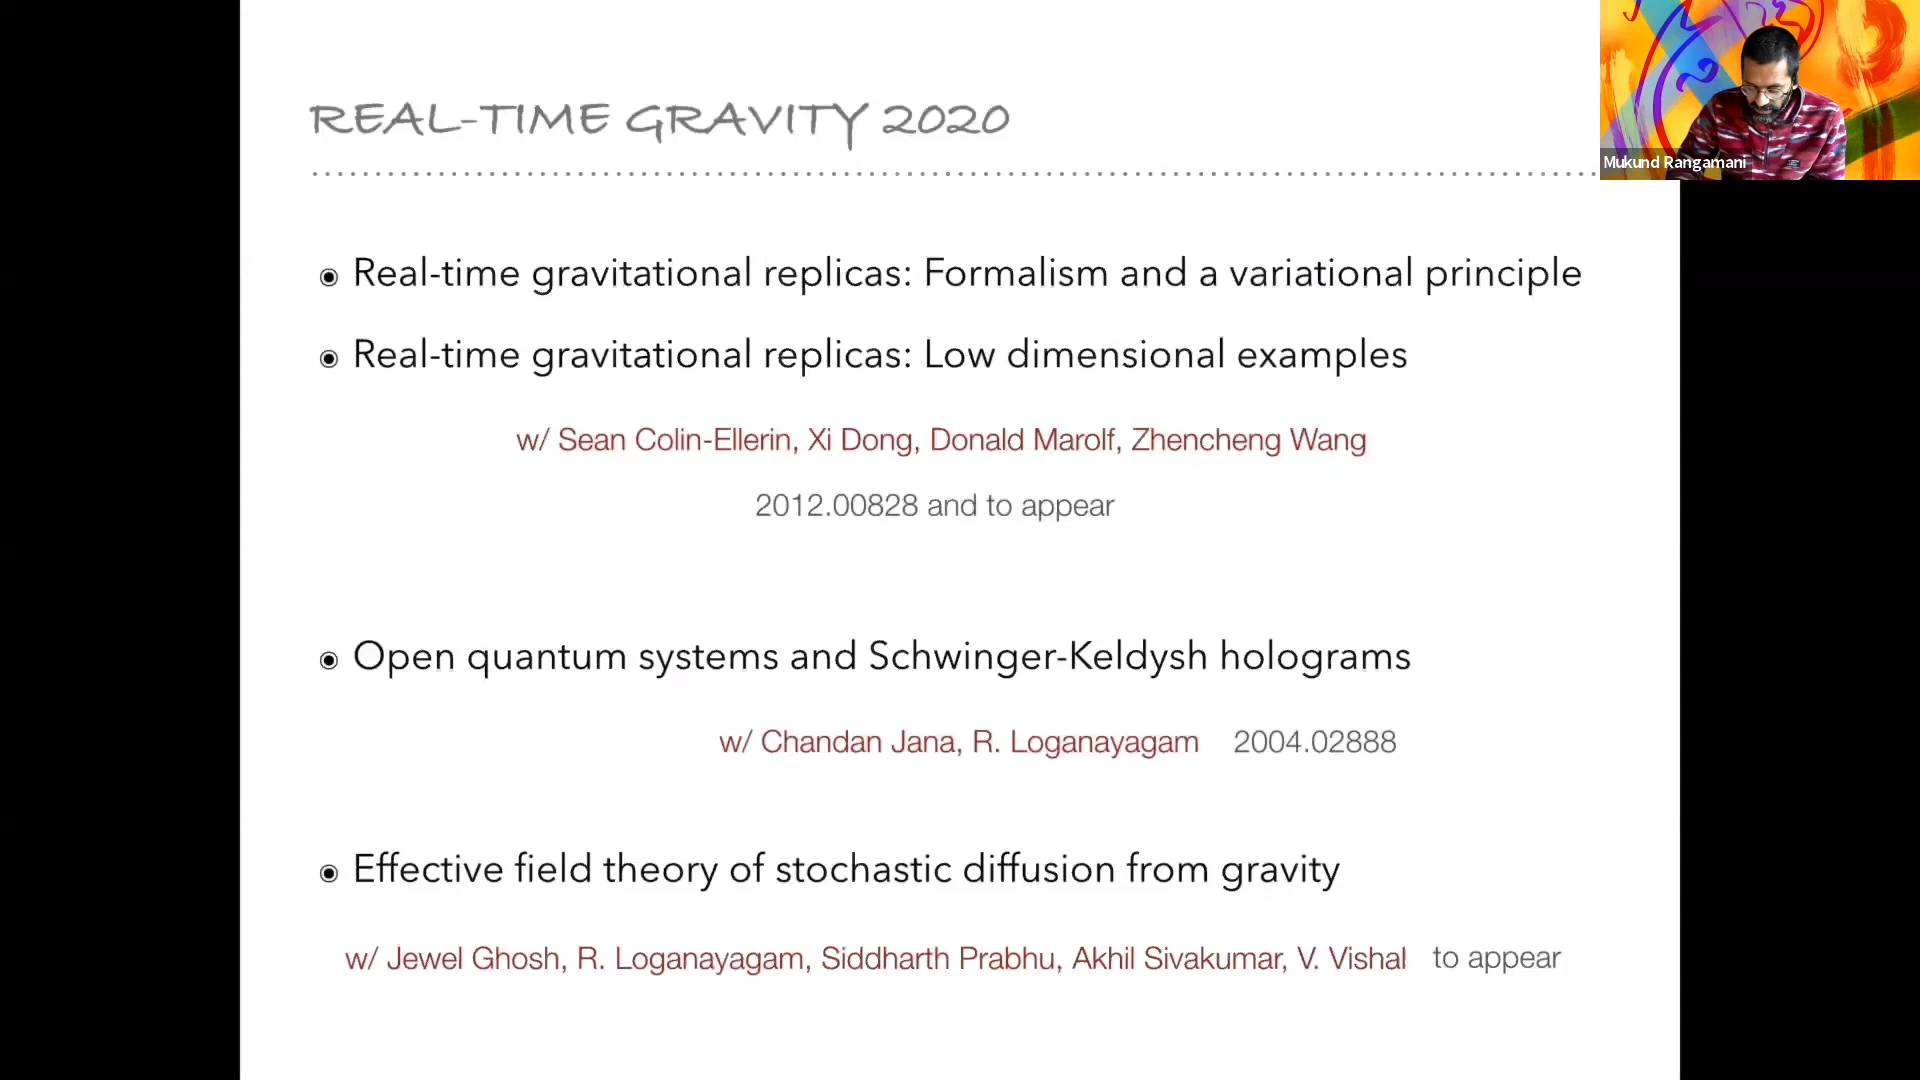 REAL-TIME GRAVITY 2020
Mukund Rangamani
Real-time gravitational replicas: Formalism and a variational principle
Real-time gravitational replicas: Low dimensional examples
w/ Sean Colin-Ellerin, Xi Dong, Donald Marolf, Zhencheng Wang
2012.00828 and to appear
Open quantum systems and Schwinger-Keldysh holograms
w/ Chandan Jana, R. Loganayagam 2004.02888
Effective field theory of stochastic diffusion from gravity
w/ Jewel Ghosh, R. Loganayagam, Siddharth Prabhu, Akhil Sivakumar, V. Vishal to appear